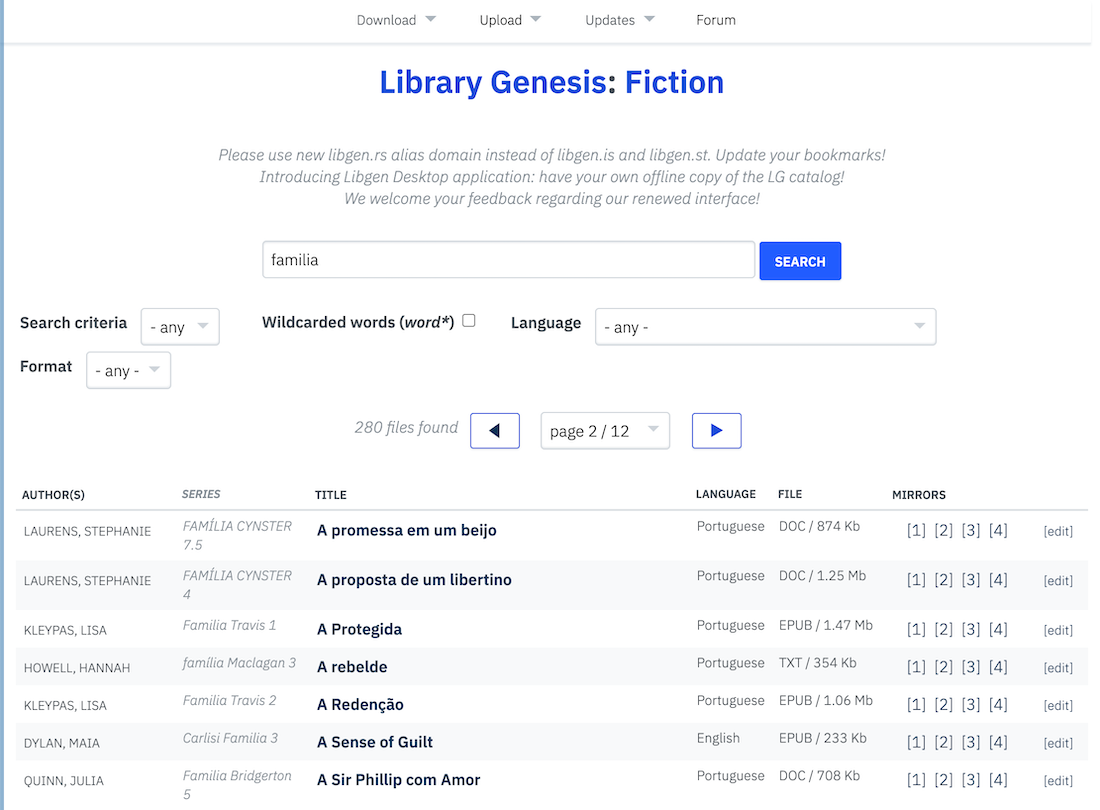 Download Upload Updates Forum
Library Genesis: Fiction
Please use new libgen.rs alias domain instead of libgen.is and libgen.st. Update your bookmarks!
Introducing Libgen Desktop application: have your own offline copy of the LG catalog!
We welcome your feedback regarding our renewed interface!
familia SEARCH
Search criteria - any Wildcarded words (word*) Language - any -
Format - any -
280 files found page 2 / 12
AUTHOR(S) SERIES TITLE LANGUAGE FILE MIRRORS
LAURENS, STEPHANIE FAMÍLIA CYNSTER 7.5 A promessa em um beijo Portuguese DOC / 874 Kb [1] [2] [3] [4] [edit]
LAURENS, STEPHANIE FAMÍLIA CYNSTER 4 A proposta de um libertino Portuguese DOC / 1.25 Mb [1] [2] [3] [4] [edit]
KLEYPAS, LISA Familia Travis 1 A Protegida Portuguese EPUB / 1.47 Mb [1] [2] [3] [4] [edit]
HOWELL, HANNAH família Maclagan 3 A rebelde Portuguese TXT / 354 Kb [1] [2] [3] [4] [edit]
KLEYPAS, LISA Familia Travis 2 A Redenção Portuguese EPUB / 1.06 Mb [1] [2] [3] [4] [edit]
DYLAN, MAIA Carlisi Familia 3 A Sense of Guilt English EPUB / 233 Kb [1] [2] [3] [4] [edit]
QUINN, JULIA Familia Bridgerton 5 A Sir Phillip com Amor Portuguese DOC / 708 Kb [1] [2] [3] [4] [edit]